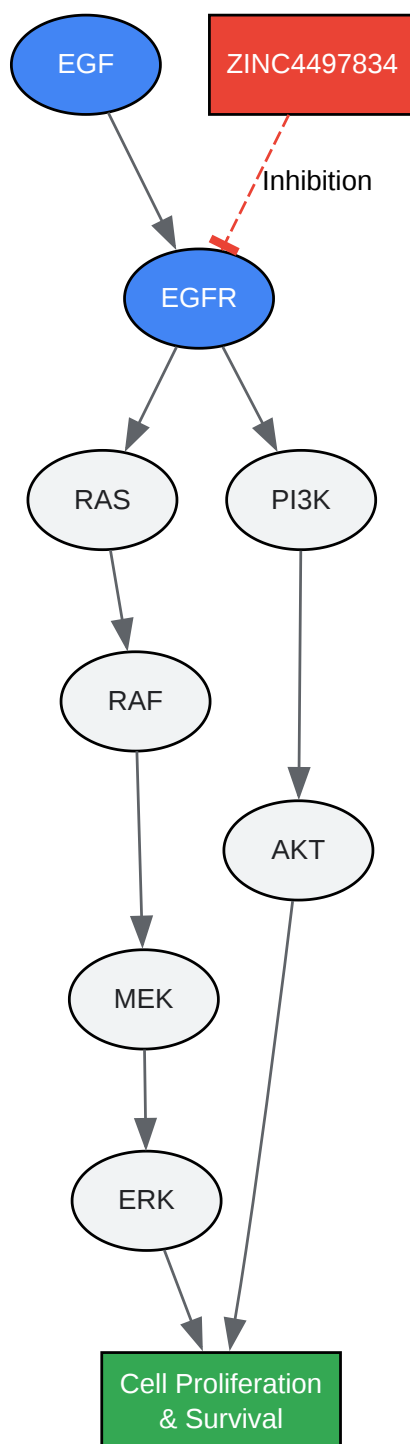 EGF
ZINC4497834
Inhibition
EGFR
RAS
PI3K
RAF
AKT
MEK
ERK
Cell Proliferation
& Survival